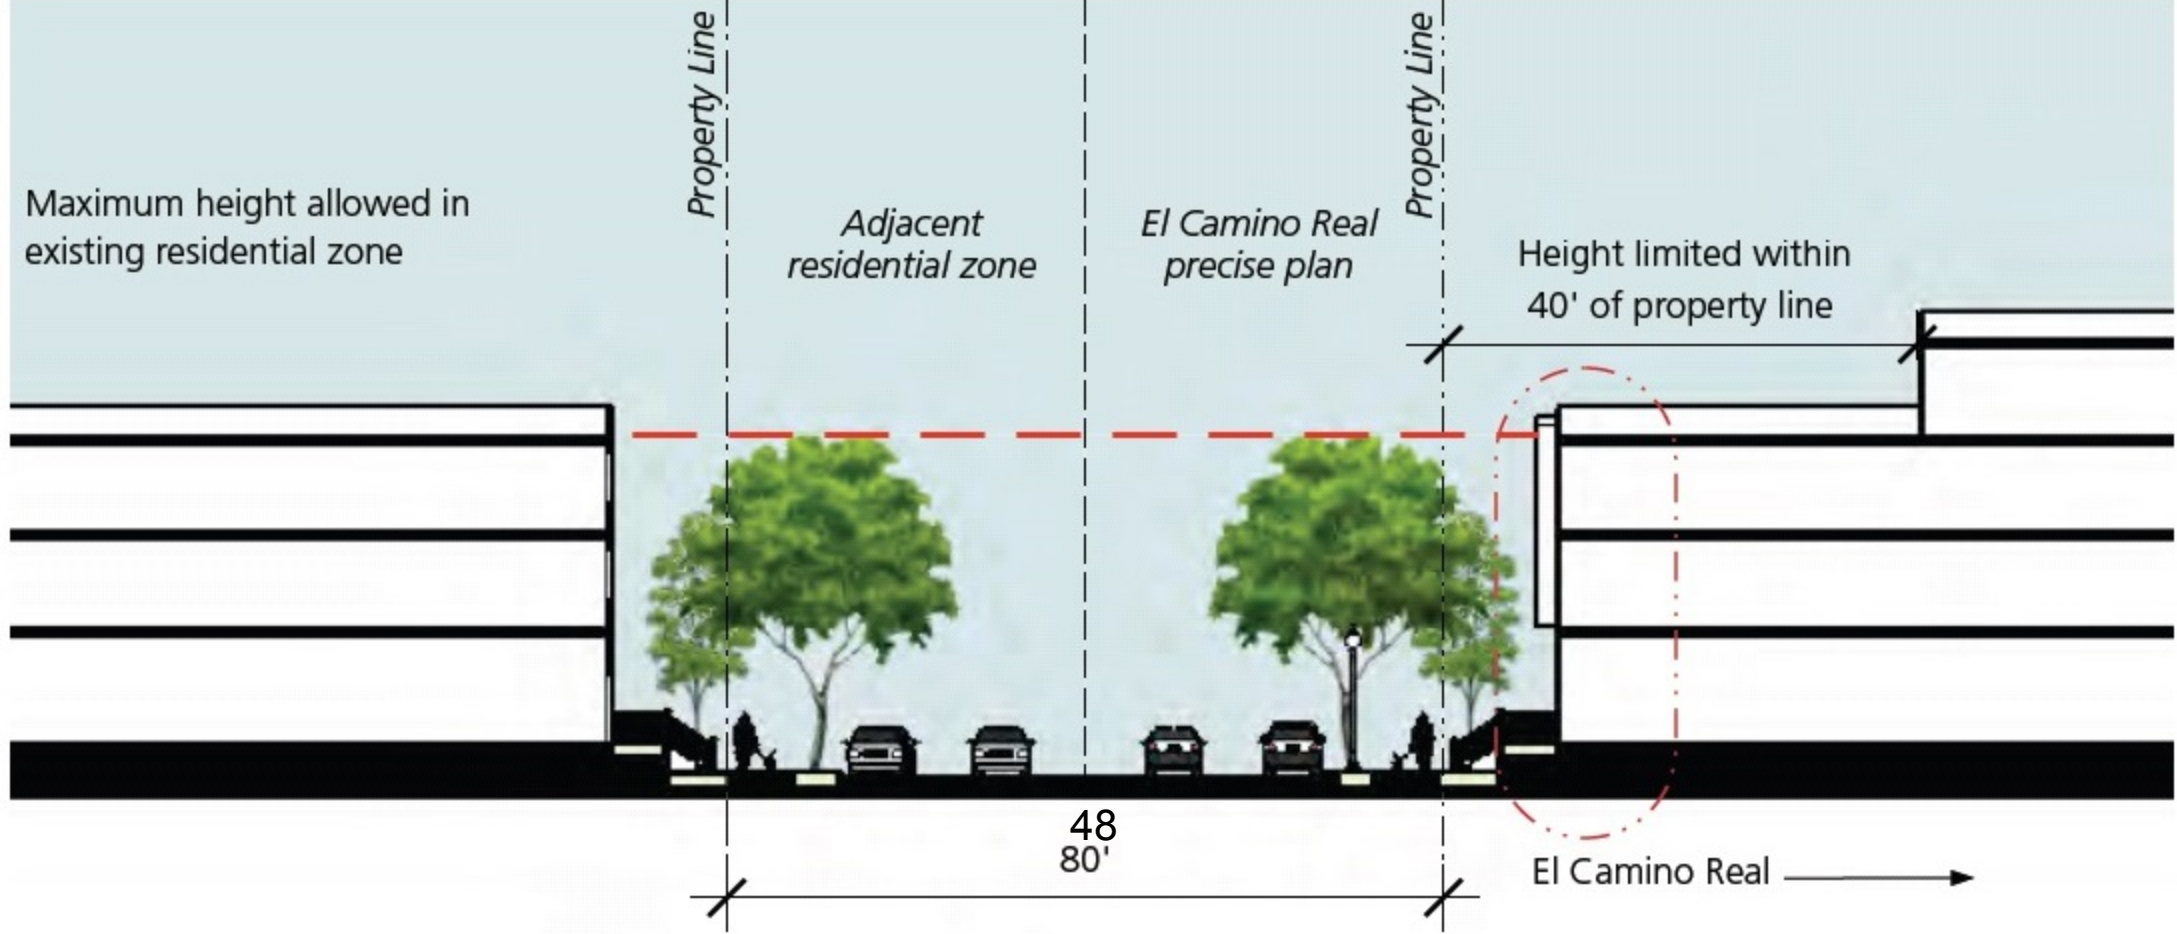 Property Line
Property Line
Maximum height allowed in
existing residential zone
Adjacent
residential zone
El Camino Real
precise plan
Height limited within
40' of property line
48
80'
El Camino Real